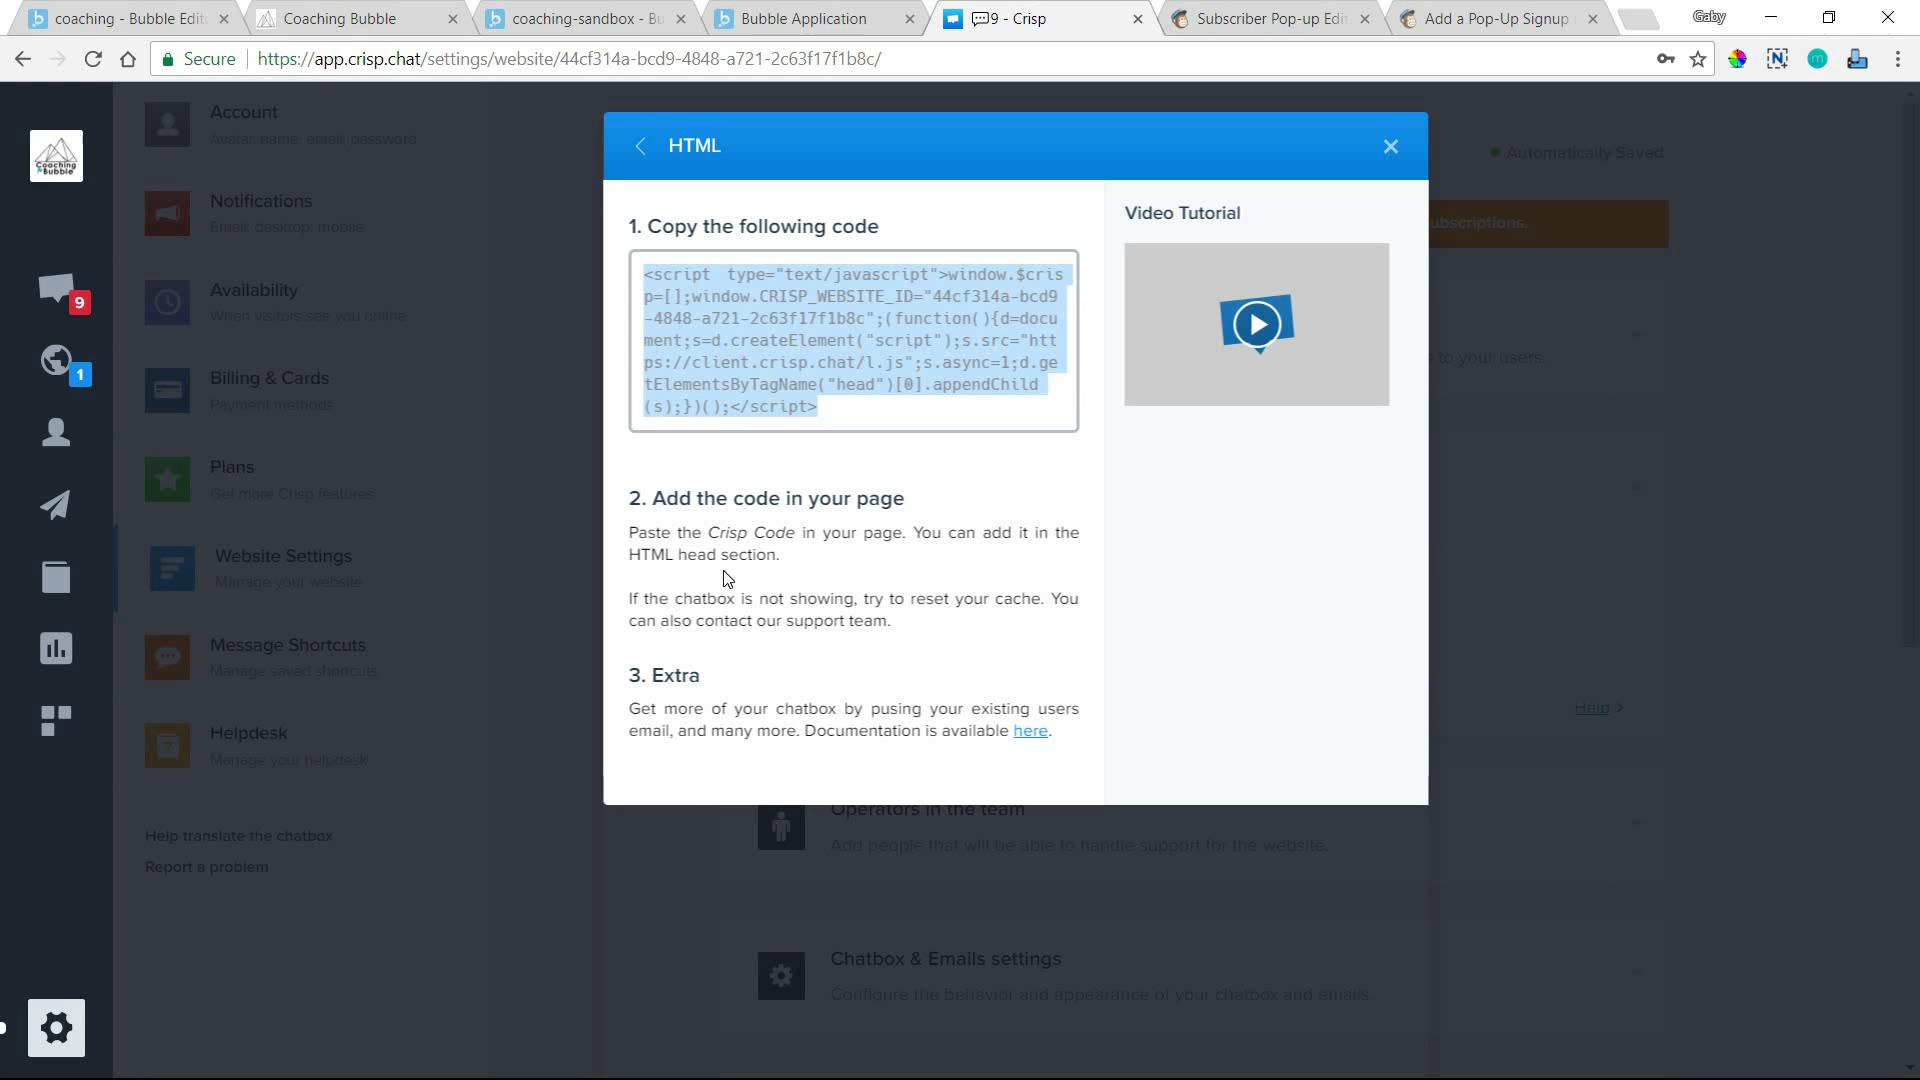 coaching - Bubble Edit
Coaching Bubble
coaching-sandbox - Bu
Bubble Application
9 - Crisp
Subscriber Pop-up Edi
Add a Pop-Up Signup
Gaby
Secure
https://app.crisp.chat/settings/website/44cf314a-bcd9-4848-a721-2c63f17f1b8c/
Coaching
Bubble
9
1
Account
Avatar, name, email, password
Notifications
Email, desktop, mobile
Availability
When visitors see you online
Billing & Cards
Payment methods
Plans
Get more Crisp features
Website Settings
Manage your website
Message Shortcuts
Manage saved shortcuts
Helpdesk
Manage your helpdesk
Help translate the chatbox
Report a problem
HTML
1. Copy the following code
<script  type="text/javascript">window.$cris
p=[];window.CRISP_WEBSITE_ID="44cf314a-bcd9
-4848-a721-2c63f17f1b8c";(function(){d=docu
ment;s=d.createElement("script");s.src="htt
ps://client.crisp.chat/l.js";s.async=1;d.ge
tElementsByTagName("head")[0].appendChild
(s);})();</script>
2. Add the code in your page
Paste the Crisp Code in your page. You can add it in the
HTML head section.
If the chatbox is not showing, try to reset your cache. You
can also contact our support team.
3. Extra
Get more of your chatbox by pusing your existing users
email, and many more. Documentation is available here.
Video Tutorial
Automatically Saved
ubscriptions.
to your users.
Help >
Operators in the team
Add people that will be able to handle support for the website.
Chatbox & Emails settings
Configure the behavior and appearance of your chatbox and emails.